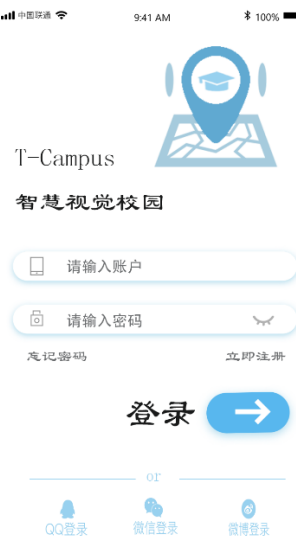 中国联通 9:41 AM 100%
T-Campus
智慧视觉校园
请输入账户
请输入密码
忘记密码 立即注册
登录
or
QQ登录 微信登录 微博登录